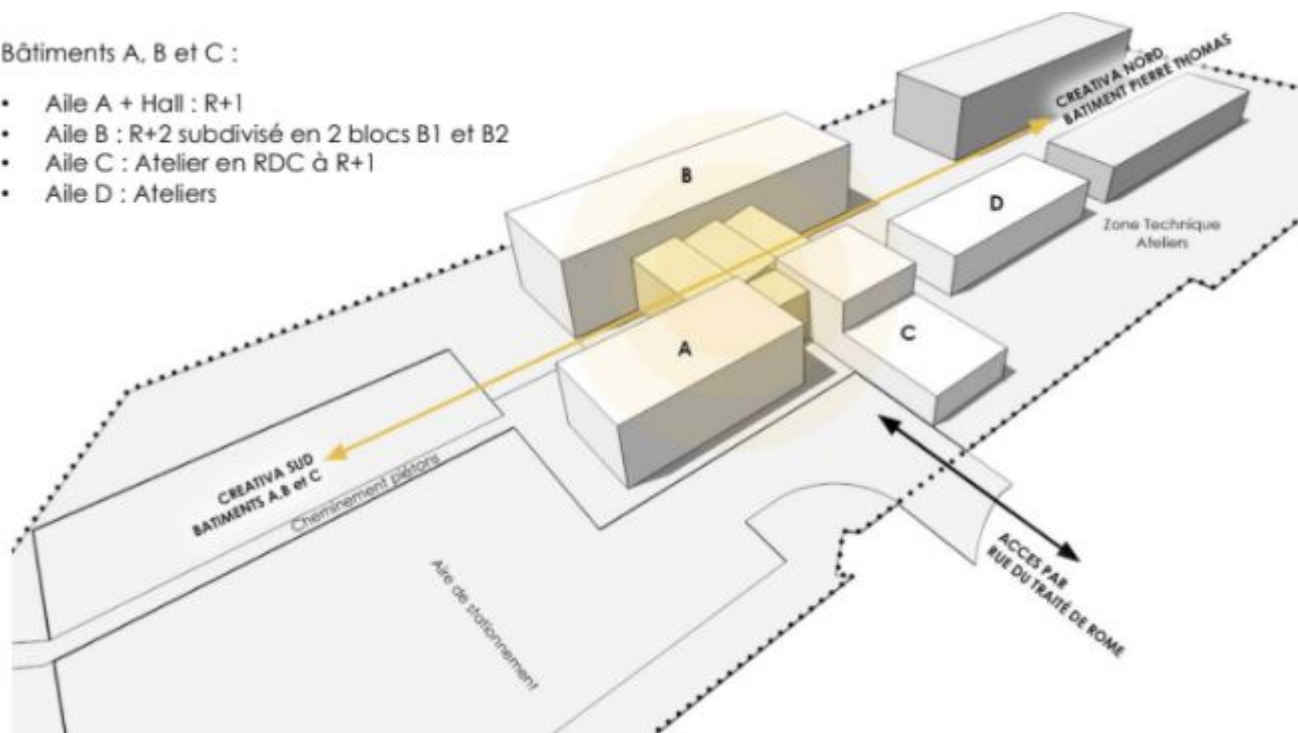 Bâtiments A, B et C :
• Aile A + Hall : R+1
• Aile B : R+2 subdivisé en 2 blocs B1 et B2
• Aile C : Atelier en RDC à R+1
• Aile D : Ateliers
CREATIVA NORD
BATIMENT PIERRE THOMAS
B
D
Zone Technique
Ateliers
A
C
CREATIVA SUD
BATIMENTS A,B et C
Cheminement piétons
Aire de stationnement
ACCES PAR
RUE DU TRAITÉ DE ROME